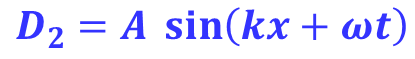 D₂ = A sin(kx + ωt)